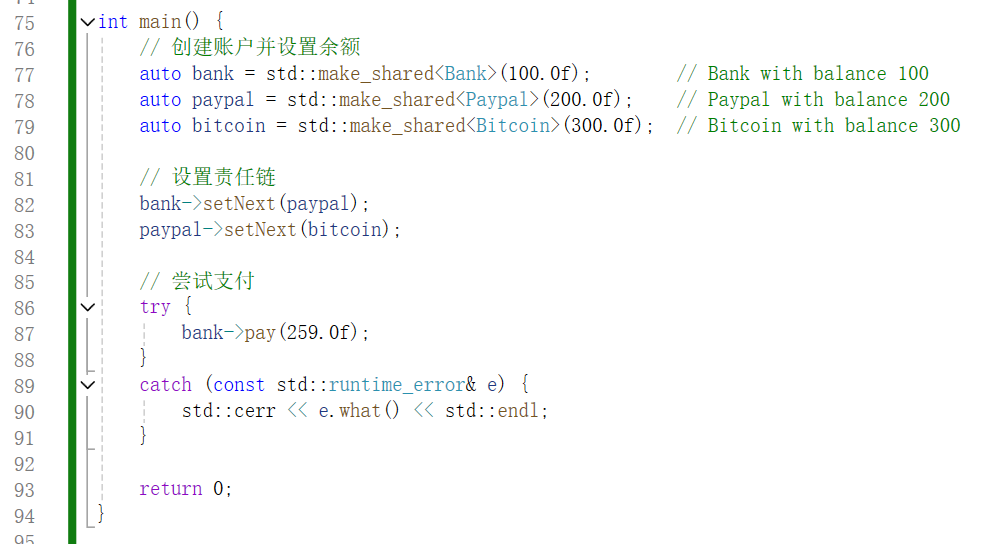 75 int main() {
76 // 创建账户并设置余额
77 auto bank = std::make_shared<Bank>(100.0f); // Bank with balance 100
78 auto paypal = std::make_shared<Paypal>(200.0f); // Paypal with balance 200
79 auto bitcoin = std::make_shared<Bitcoin>(300.0f); // Bitcoin with balance 300
80
81 // 设置责任链
82 bank->setNext(paypal);
83 paypal->setNext(bitcoin);
84
85 // 尝试支付
86 try {
87 bank->pay(259.0f);
88 }
89 catch (const std::runtime_error& e) {
90 std::cerr << e.what() << std::endl;
91 }
92
93 return 0;
94 }